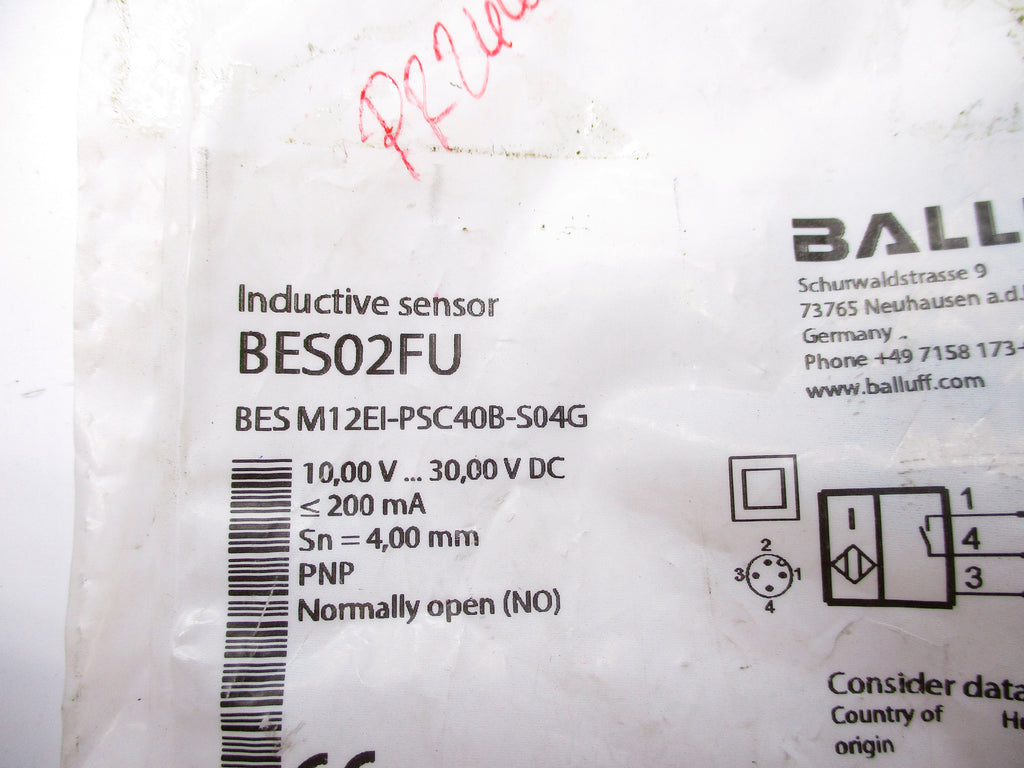 BALL
Schurwaldstrasse 9
73765 Neuhausen a.d.
Germany
Phone +49 7158 173-
www.balluff.com
Inductive sensor
BES02FU
BES M12EI-PSC40B-S04G
10,00 V ... 30,00 V DC
≤ 200 mA
Sn = 4,00 mm
PNP
Normally open (NO)
2
3 1
4
1
4
3
Consider data
Country of
origin
CE